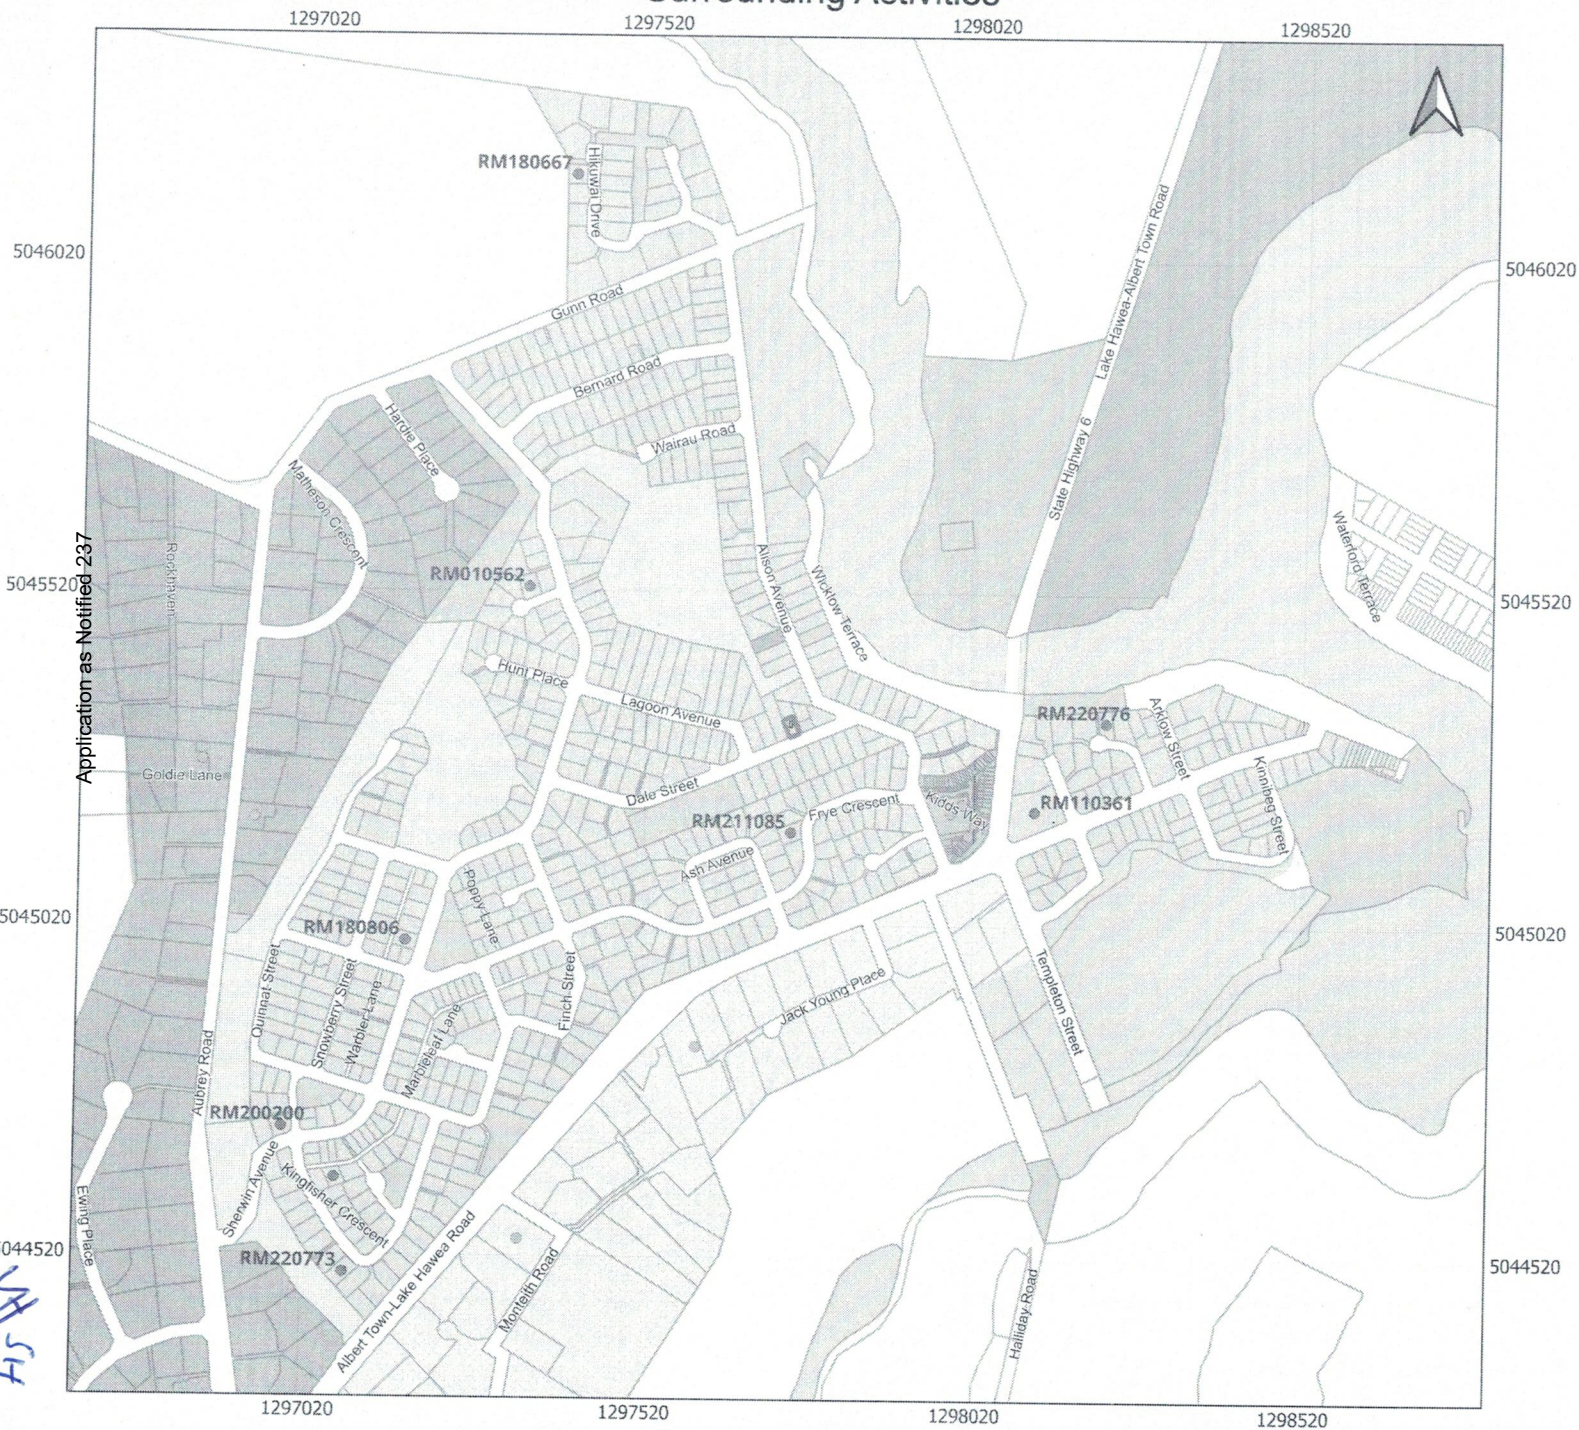 1297020
1297520
1298020
1298520
RM180667
Hikuwai Drive
5046020
5046020
Lake Hawea-Albert Town Road
Gunn Road
Bernard Road
Hardie Place
Wairau Road
State Highway 6
Matheson Crescent
Rockhaven
Application as Notified 237
RM010562
5045520
5045520
Alison Avenue
Wicklow Terrace
Waterford Terrace
Hunt Place
Lagoon Avenue
RM220776
Arklow Street
Goldie Lane
Dale Street
Kinnibeg Street
RM211085
Frye Crescent
Kidds Way
RM110361
Ash Avenue
Poppy Lane
5045020
5045020
RM180806
Quinnat Street
Snowberry Street
Warbler Lane
Marbleleaf Lane
Finch Street
Jack Young Place
Templeton Street
Aubrey Road
RM200200
Sherwin Avenue
Kingfisher Crescent
Ewing Place
RM220773
044520
5044520
Albert Town-Lake Hawea Road
Monteith Road
Halliday Road
1297020
1297520
1298020
1298520